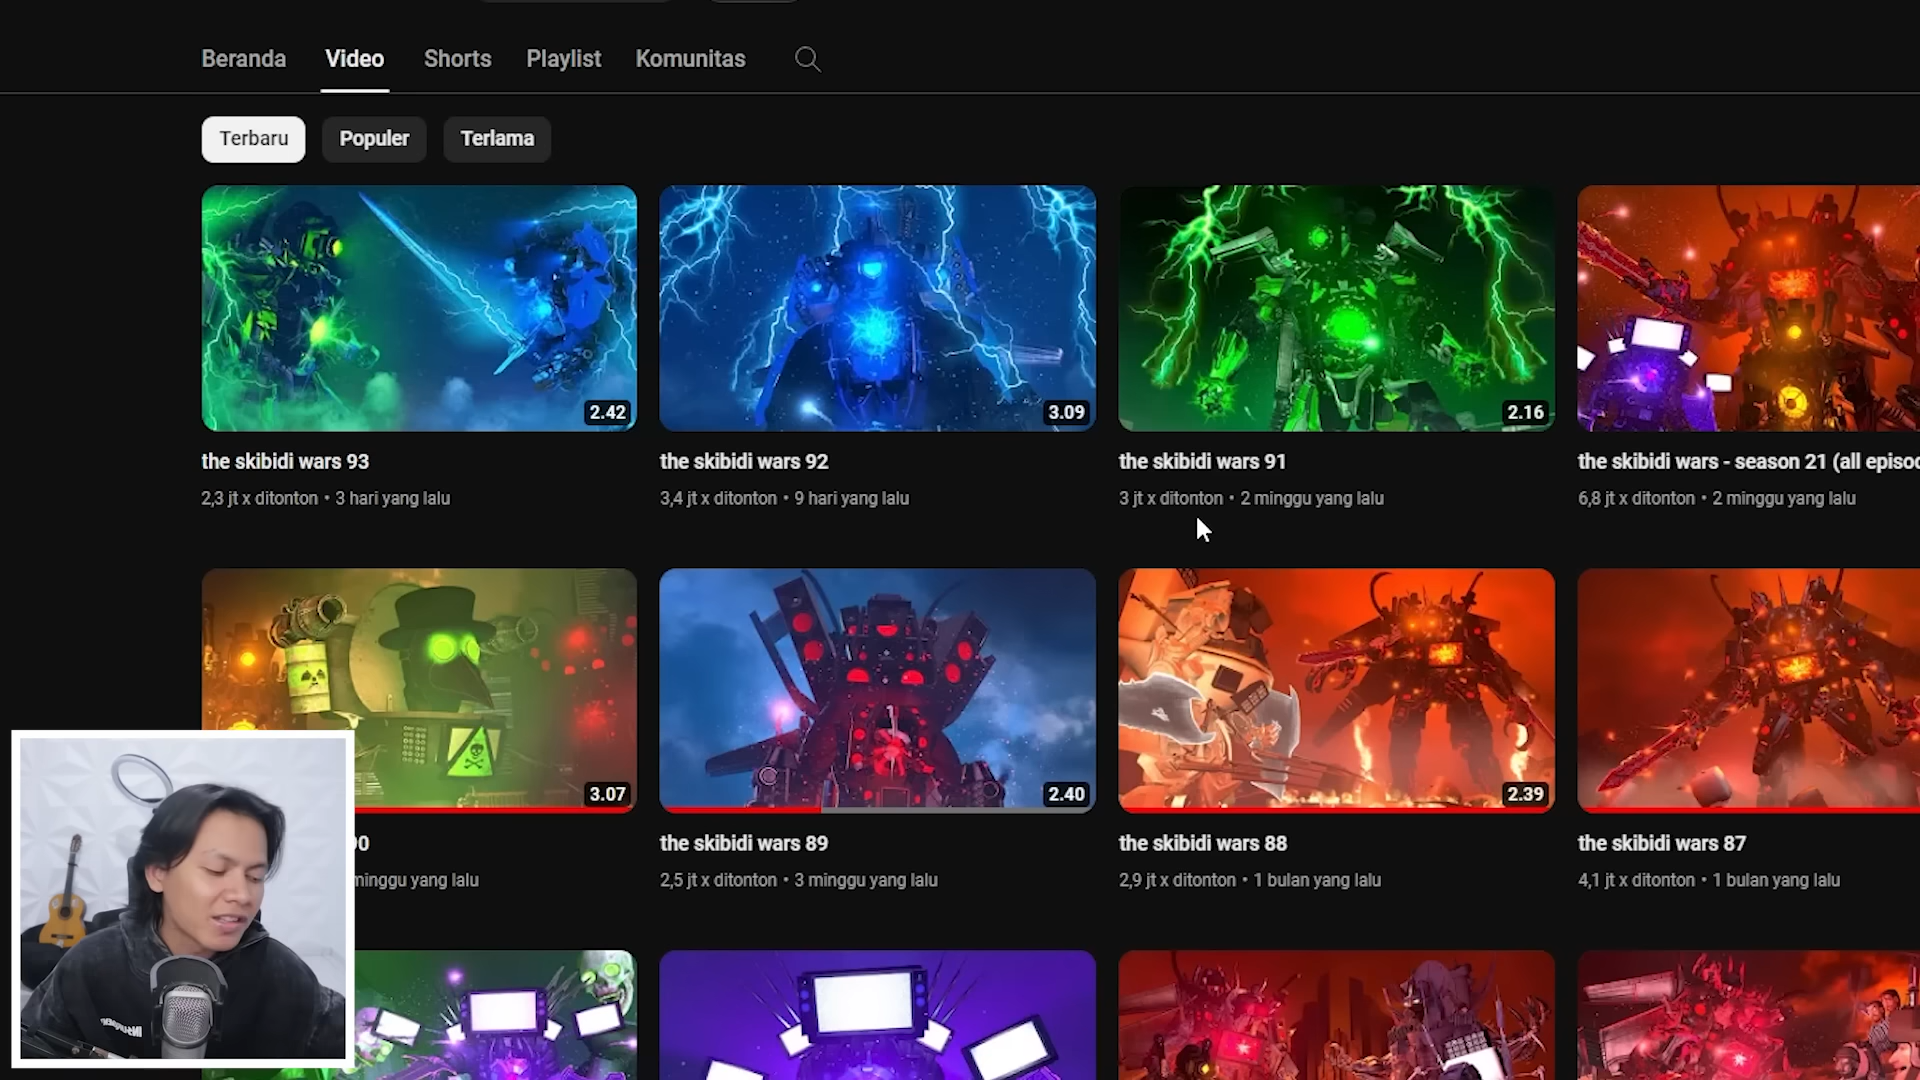 Beranda
Video
Shorts
Playlist
Komunitas
Terbaru
Populer
Terlama
2.42
3.09
2.16
the skibidi wars 93
2,3 jt x ditonton • 3 hari yang lalu
the skibidi wars 92
3,4 jt x ditonton • 9 hari yang lalu
the skibidi wars 91
3 jt x ditonton • 2 minggu yang lalu
the skibidi wars - season 21 (all
6,8 jt x ditonton • 2 minggu yang lalu
3.07
2.40
2.39
minggu yang lalu
the skibidi wars 89
2,5 jt x ditonton • 3 minggu yang lalu
the skibidi wars 88
2,9 jt x ditonton • 1 bulan yang lalu
the skibidi wars 87
4,1 jt x ditonton • 1 bulan yang lalu